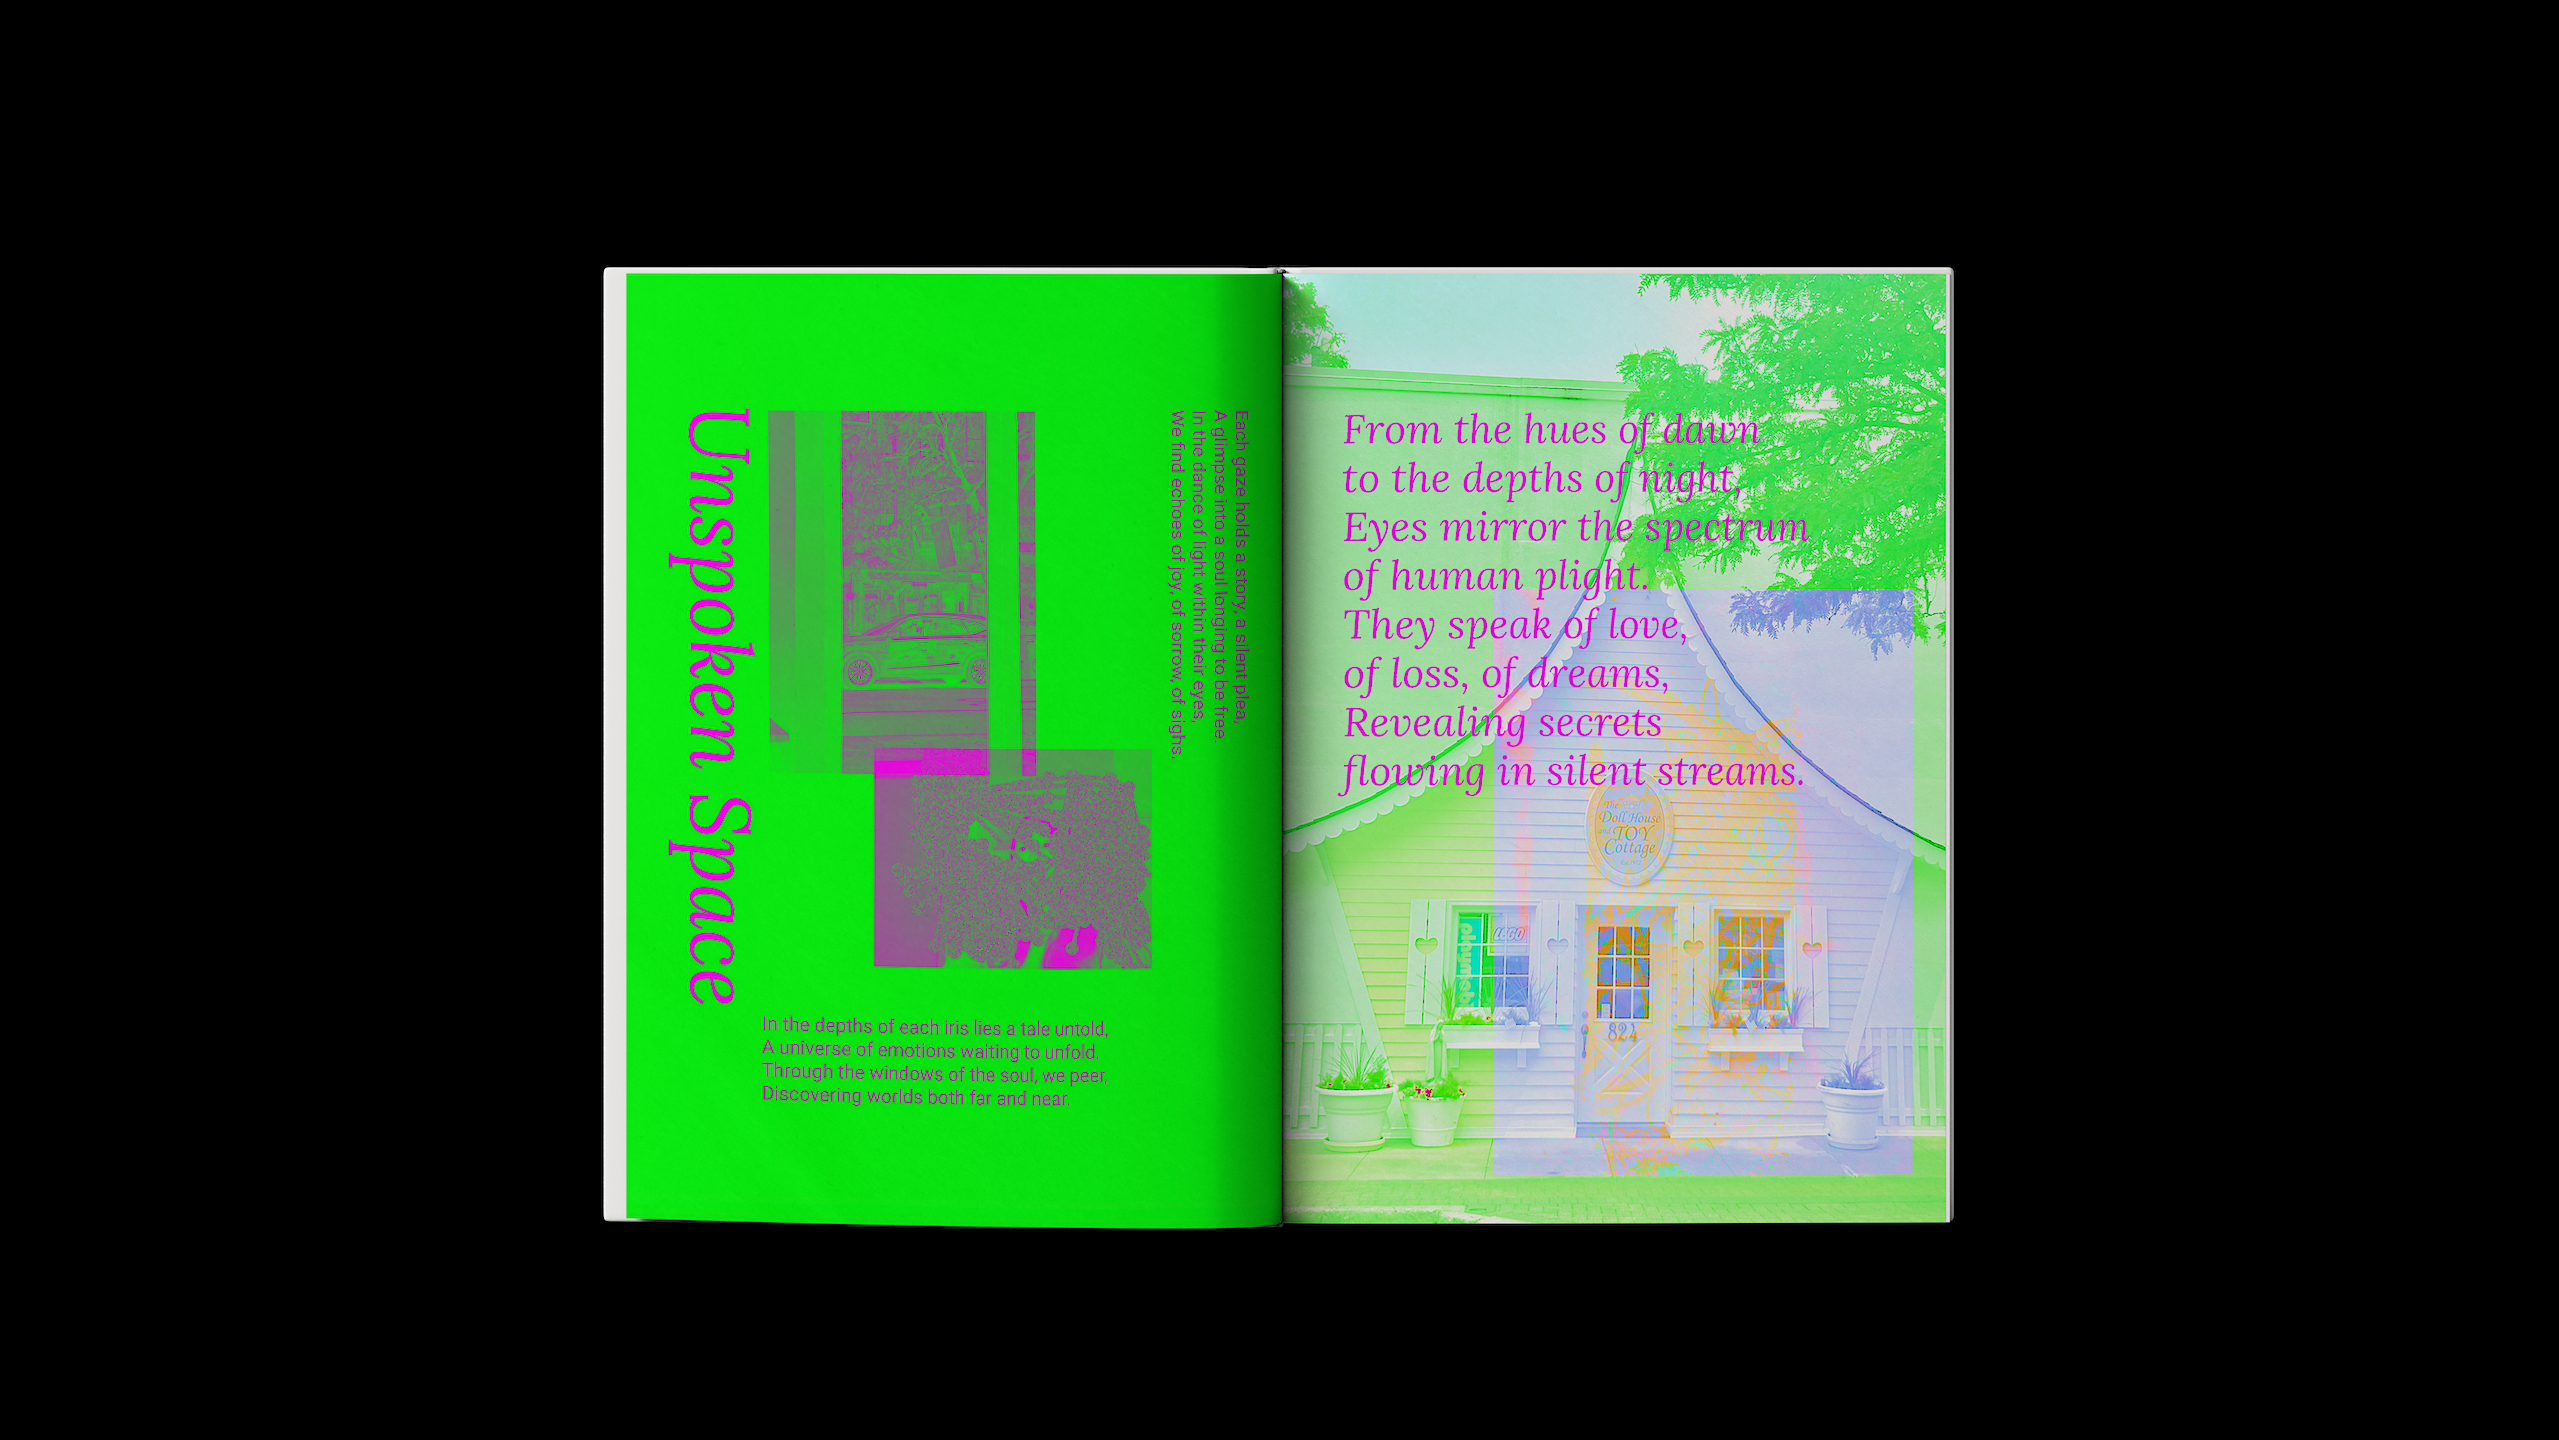 Unspoken Space
Each gaze holds a story, a silent plea,
A glimpse into a soul longing to be free.
In the dance of light within their eyes,
We find echoes of joy, of sorrow, of sighs.
In the depths of each iris lies a tale untold,
A universe of emotions waiting to unfold.
Through the windows of the soul, we peer,
Discovering worlds both far and near.
From the hues of dawn
to the depths of night,
Eyes mirror the spectrum
of human plight.
They speak of love,
of loss, of dreams,
Revealing secrets
flowing in silent streams.
The
Doll House
and TOY
Cottage
LEGO
824